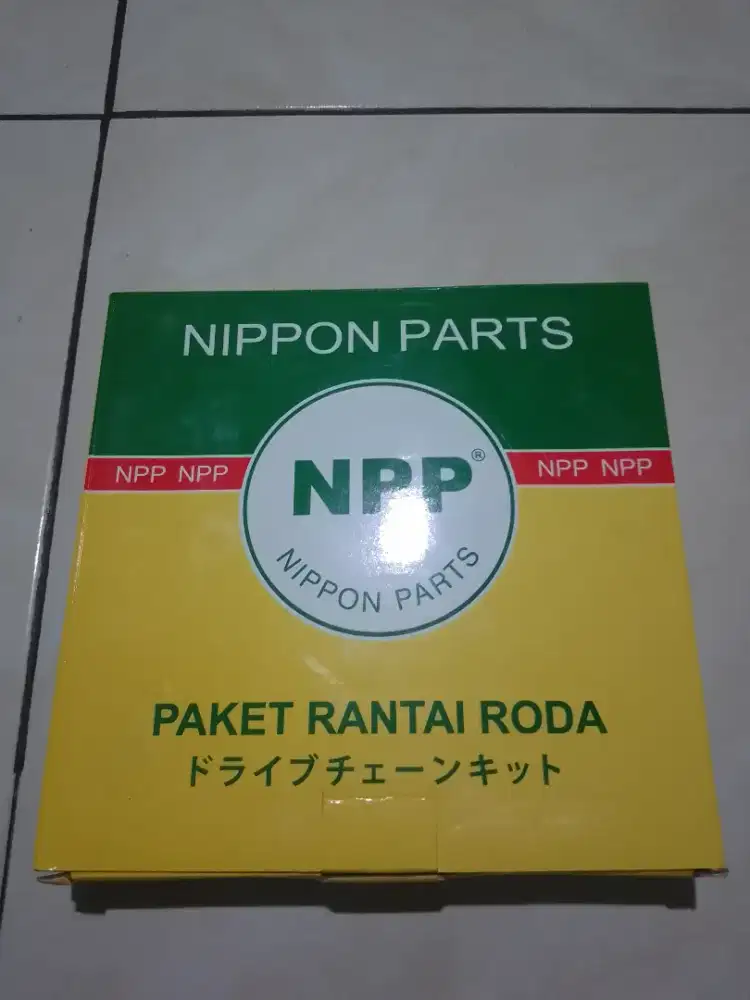 NIPPON PARTS
NPP NPP
NPP®
NPP NPP
NIPPON PARTS
PAKET RANTAI RODA
ドライブチェーンキット